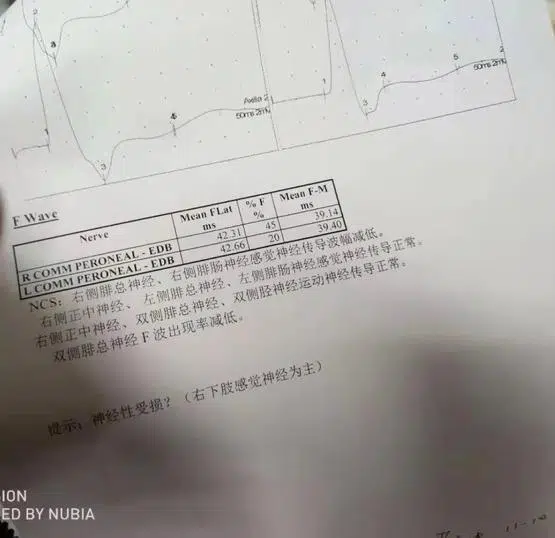 2
3
1
3
45
Axilla 2
50ms 2mV
1
3
4
5
2
50ms 2mV
F Wave
Nerve Mean FLat ms % F % Mean F-M ms
R COMM PERONEAL - EDB 42.31 45 39.14
L COMM PERONEAL - EDB 42.66 20 39.40
NCS：右侧腓总神经、右侧腓肠神经感觉神经传导波幅减低。
右侧正中神经、左侧腓总神经、左侧腓肠神经感觉神经传导正常。
右侧正中神经、双侧腓总神经、双侧胫神经运动神经传导正常。
双侧腓总神经 F 波出现率减低。
提示：神经性受损？（右下肢感觉神经为主）
ION
ED BY NUBIA